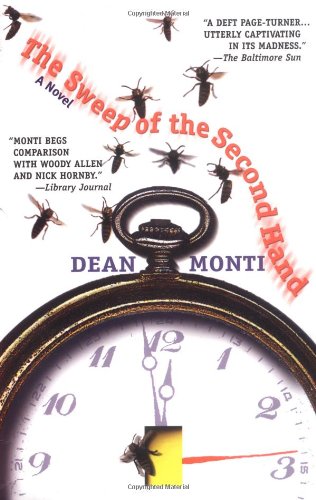 "A DEFT PAGE-TURNER...
UTTERLY CAPTIVATING
IN ITS MADNESS."
—The Baltimore Sun
The Sweep of the Second Hand
A Novel
"MONTI BEGS
COMPARISON
WITH WOODY ALLEN
AND NICK HORNBY."
—Library Journal
DEAN MONTI
11 12 1
10 2
9 3